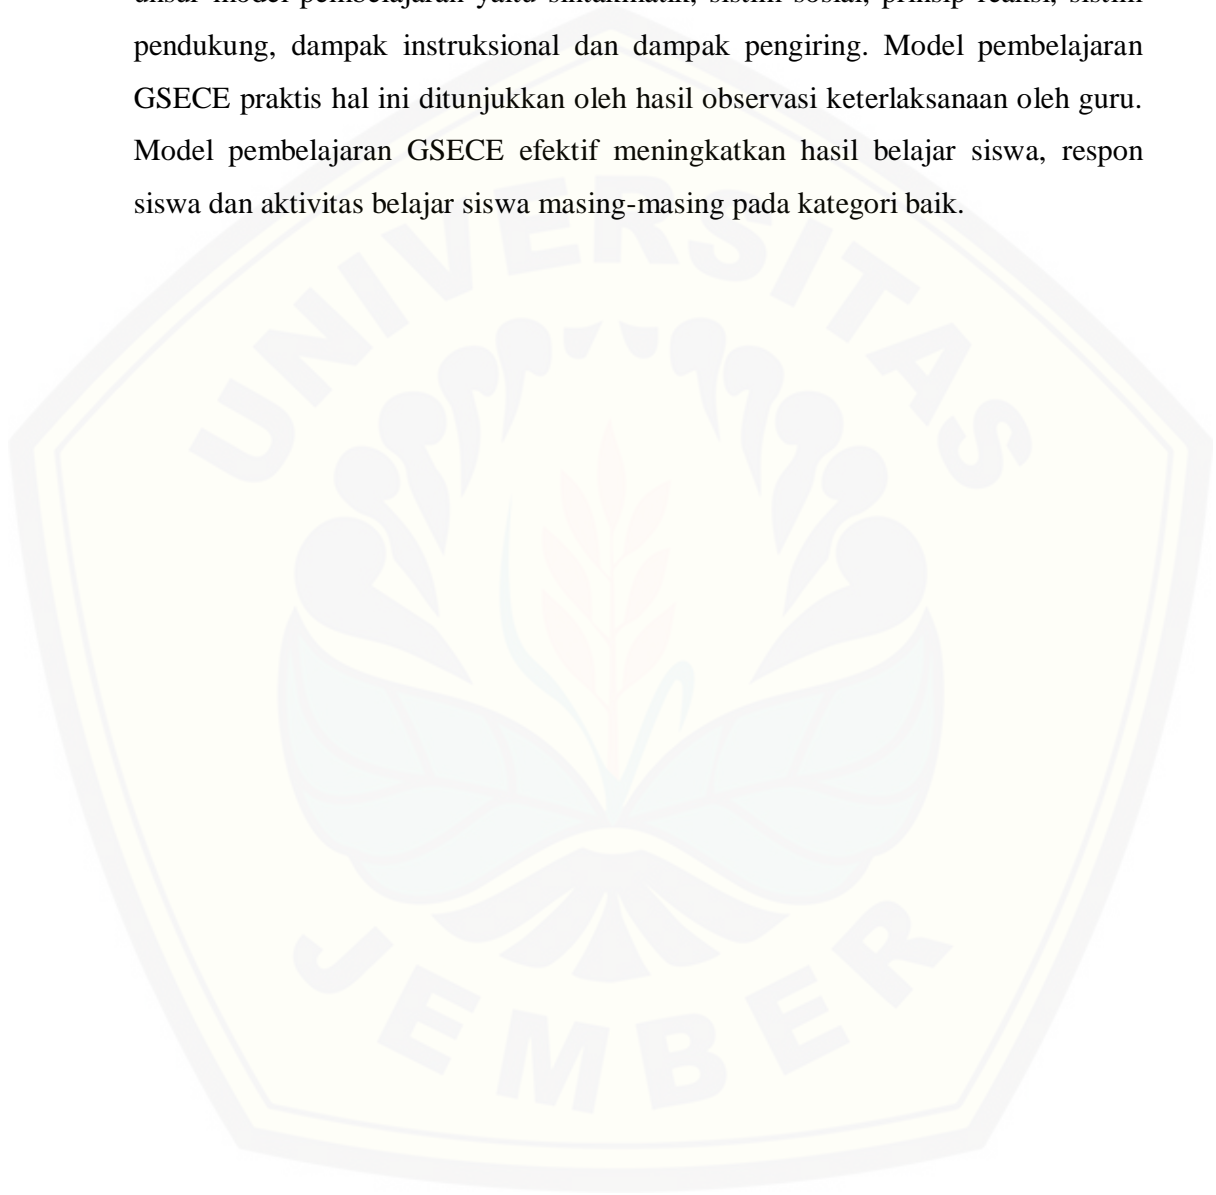 unsur model pembelajaran yaitu sintakmatik, sistim sosial, prinsip reaksi, sistim
pendukung, dampak instruksional dan dampak pengiring. Model pembelajaran
GSECE praktis hal ini ditunjukkan oleh hasil observasi keterlaksanaan oleh guru.
Model pembelajaran GSECE efektif meningkatkan hasil belajar siswa, respon
siswa dan aktivitas belajar siswa masing-masing pada kategori baik.
UNIVERSITAS
JEMBER